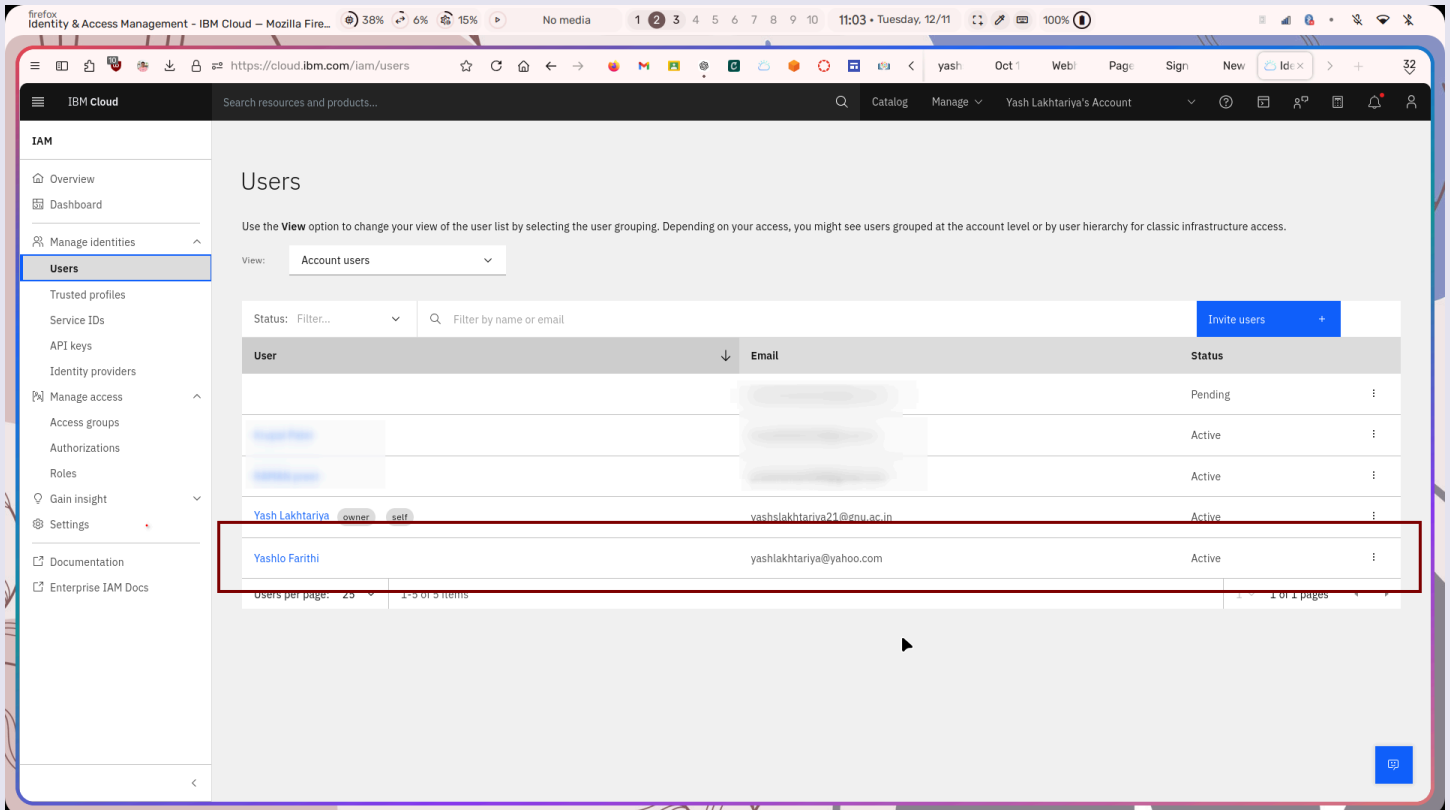 firefox
Identity & Access Management - IBM Cloud — Mozilla Fire...
38% 6% 15% No media 1 2 3 4 5 6 7 8 9 10 11:03 • Tuesday, 12/11 100%
https://cloud.ibm.com/iam/users yash Oct 1 Webl Page Sign New Ide 32
IBM Cloud Search resources and products... Catalog Manage Yash Lakhtariya's Account
IAM
Overview
Dashboard
Manage identities
Users
Trusted profiles
Service IDs
API keys
Identity providers
Manage access
Access groups
Authorizations
Roles
Gain insight
Settings
Documentation
Enterprise IAM Docs
Users
Use the View option to change your view of the user list by selecting the user grouping. Depending on your access, you might see users grouped at the account level or by user hierarchy for classic infrastructure access.
View: Account users
Status: Filter... Filter by name or email Invite users +
User Email Status
Pending
Active
Active
Yash Lakhtariya owner self yashslakhtariya21@gnu.ac.in Active
Yashlo Farithi yashlakhtariya@yahoo.com Active
Users per page: 25 1-5 of 5 items 1 1 of 1 pages